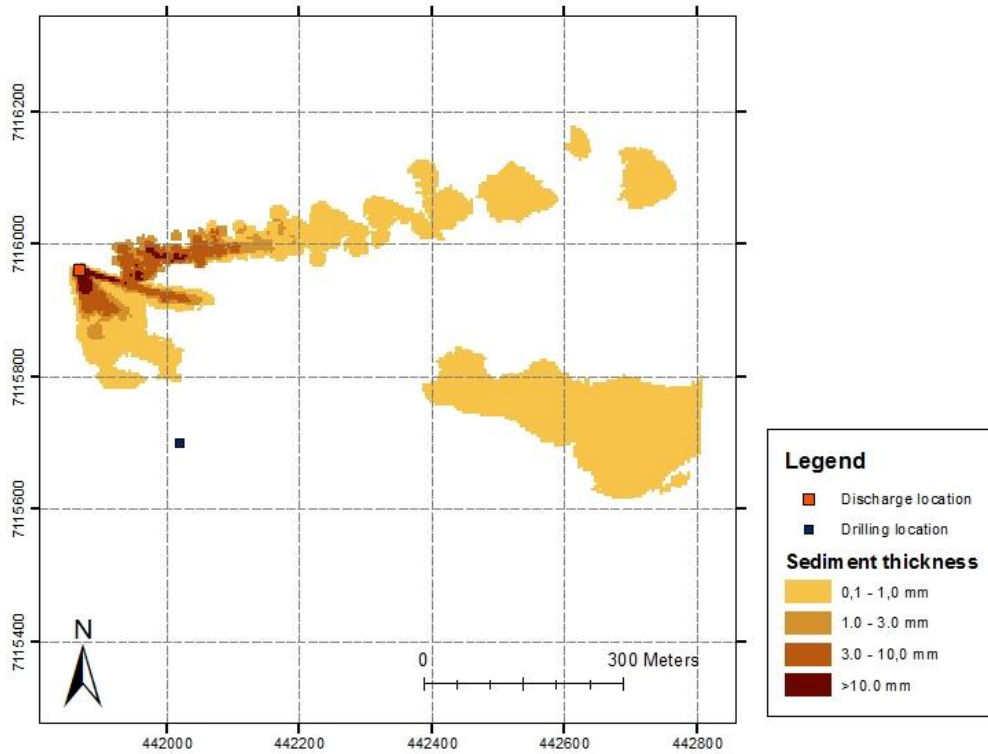 7116200
7116000
7115800
7115600
7115400
N
0 300 Meters
442000 442200 442400 442600 442800
Legend
Discharge location
Drilling location
Sediment thickness
0,1 - 1,0 mm
1.0 - 3.0 mm
3.0 - 10,0 mm
>10.0 mm